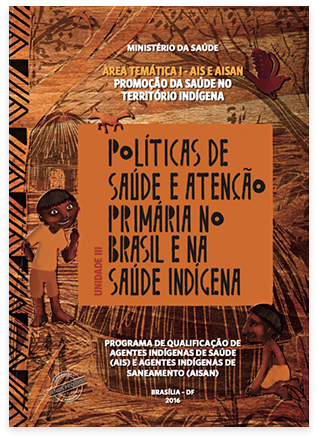 MINISTÉRIO DA SAÚDE
ÁREA TEMÁTICA I - AIS E AISAN
PROMOÇÃO DA SAÚDE NO
TERRITÓRIO INDÍGENA
UNIDADE III
POLÍTICAS DE
SAÚDE E ATENÇÃO
PRIMÁRIA NO
BRASIL E NA
SAÚDE INDÍGENA
PROGRAMA DE QUALIFICAÇÃO DE
AGENTES INDÍGENAS DE SAÚDE
(AIS) E AGENTES INDÍGENAS DE
SANEAMENTO (AISAN)
BRASÍLIA - DF
2016